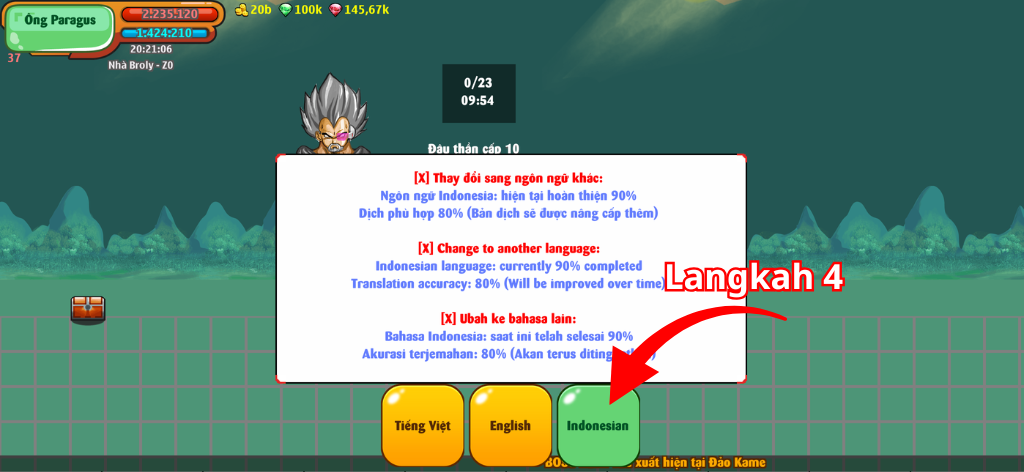 Ông Paragus
2.235.120
1.424.210
20:21:06
Nhà Broly - Z0
37
20b
100k
145,67k
0/23
09:54
Đậu thần cấp 10
[X] Thay đổi sang ngôn ngữ khác:
Ngôn ngữ Indonesia: hiện tại hoàn thiện 90%
Dịch phù hợp 80% (Bản dịch sẽ được nâng cấp thêm)
[X] Change to another language:
Indonesian language: currently 90% completed
Translation accuracy: 80% (Will be improved over time)
Langkah 4
[X] Ubah ke bahasa lain:
Bahasa Indonesia: saat ini telah selesai 90%
Akurasi terjemahan: 80% (Akan terus
Tiếng Việt
English
Indonesian
xuất hiện tại Đảo Kame